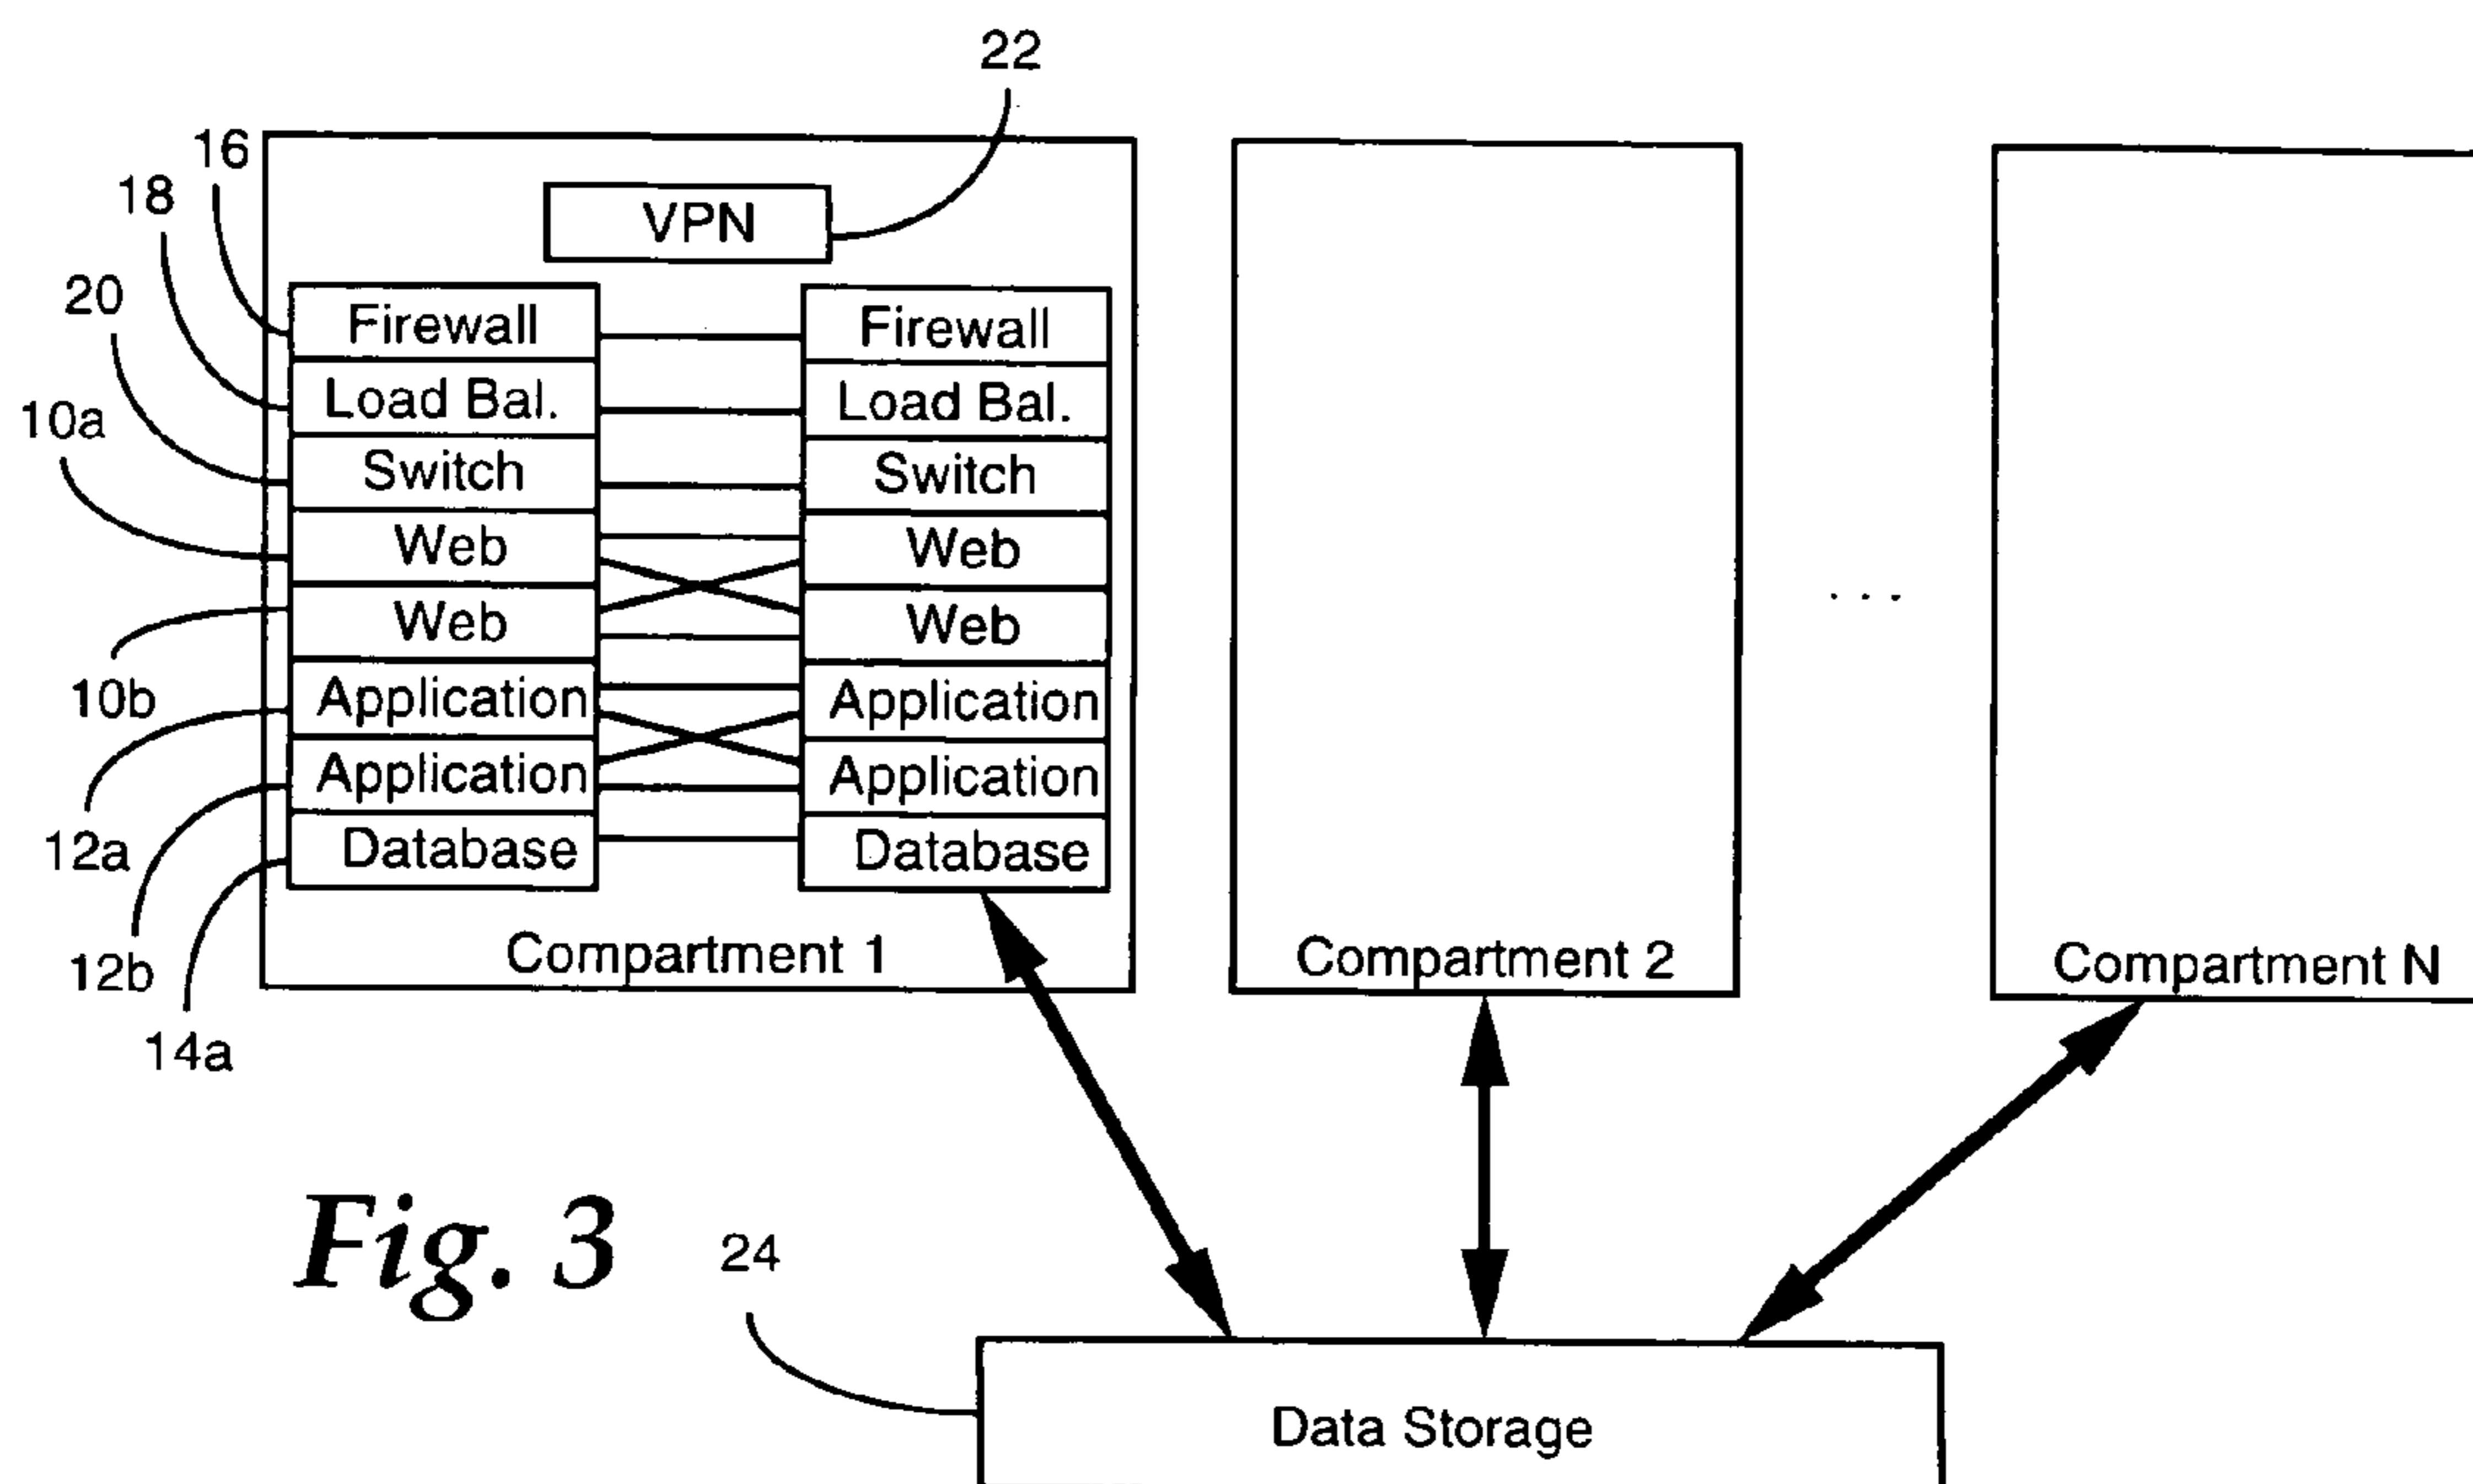 22
16
18
VPN
20
Firewall Firewall
Load Bal. Load Bal.
10a
Switch Switch
Web Web
Web Web
. . .
10b
Application Application
Application Application
12a
Database Database
12b
Compartment 1 Compartment 2 Compartment N
14a
Fig. 3
24
Data Storage